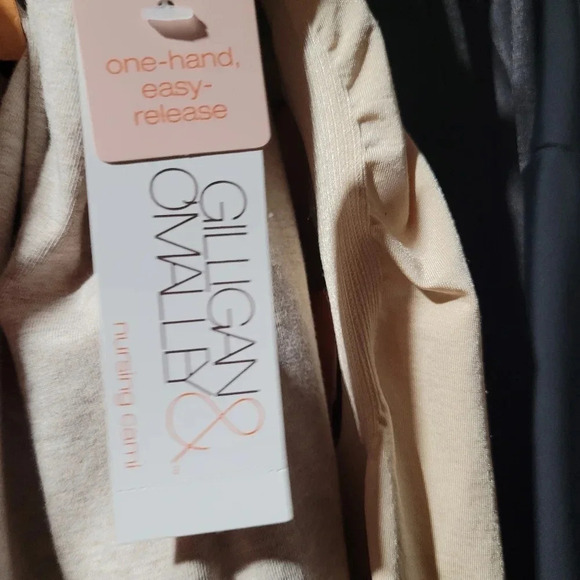 one-hand,
easy-
release
GILLIGAN &
O'MALLEY
nursing cami